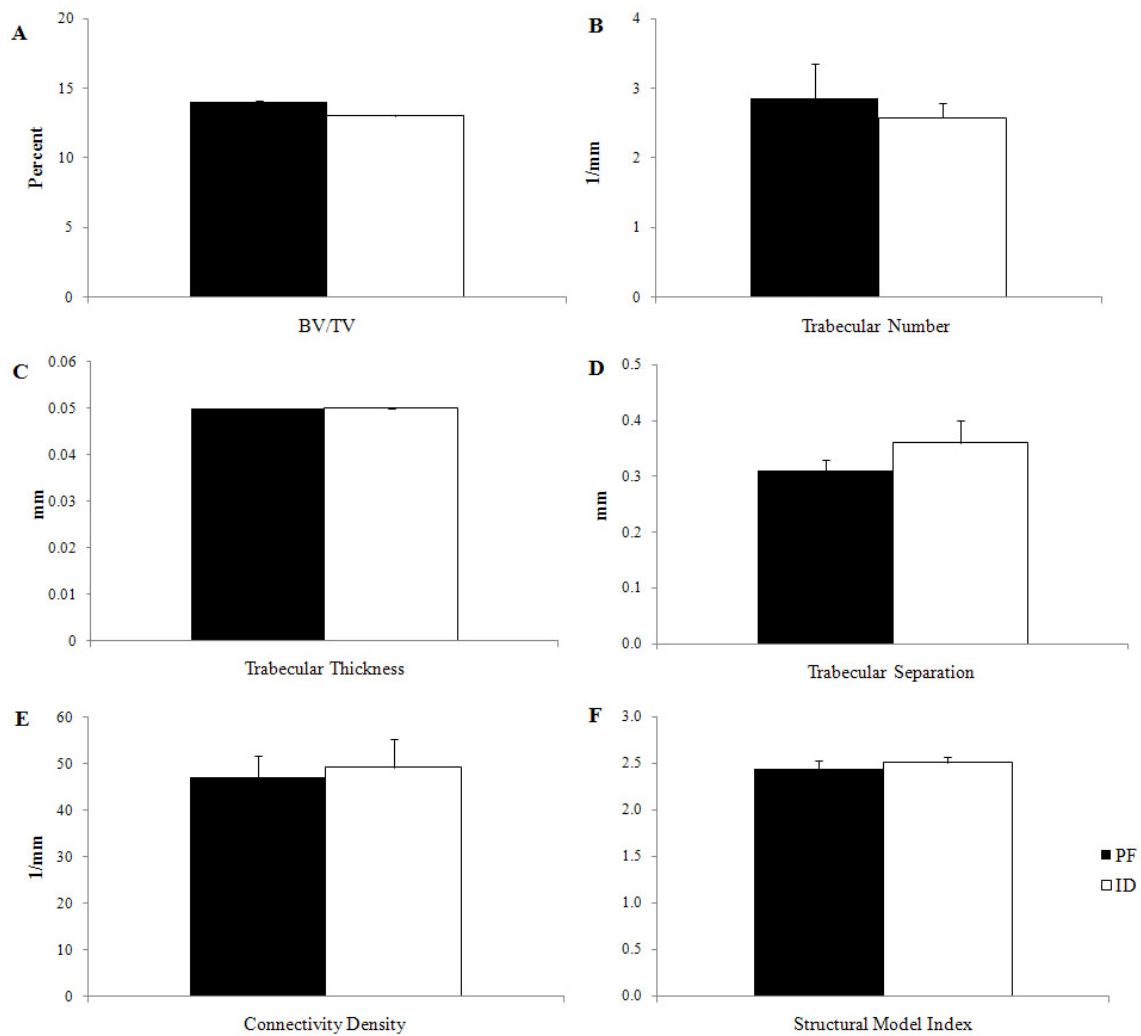 A
20
15
10
5
0
Percent
BV/TV
B
4
3
2
1
0
1/mm
Trabecular Number
C
0.06
0.05
0.04
0.03
0.02
0.01
0
mm
Trabecular Thickness
D
0.5
0.4
0.3
0.2
0.1
0.0
mm
Trabecular Separation
E
60
50
40
30
20
10
0
1/mm
Connectivity Density
F
3.0
2.5
2.0
1.5
1.0
0.5
0.0
Structural Model Index
PF
ID